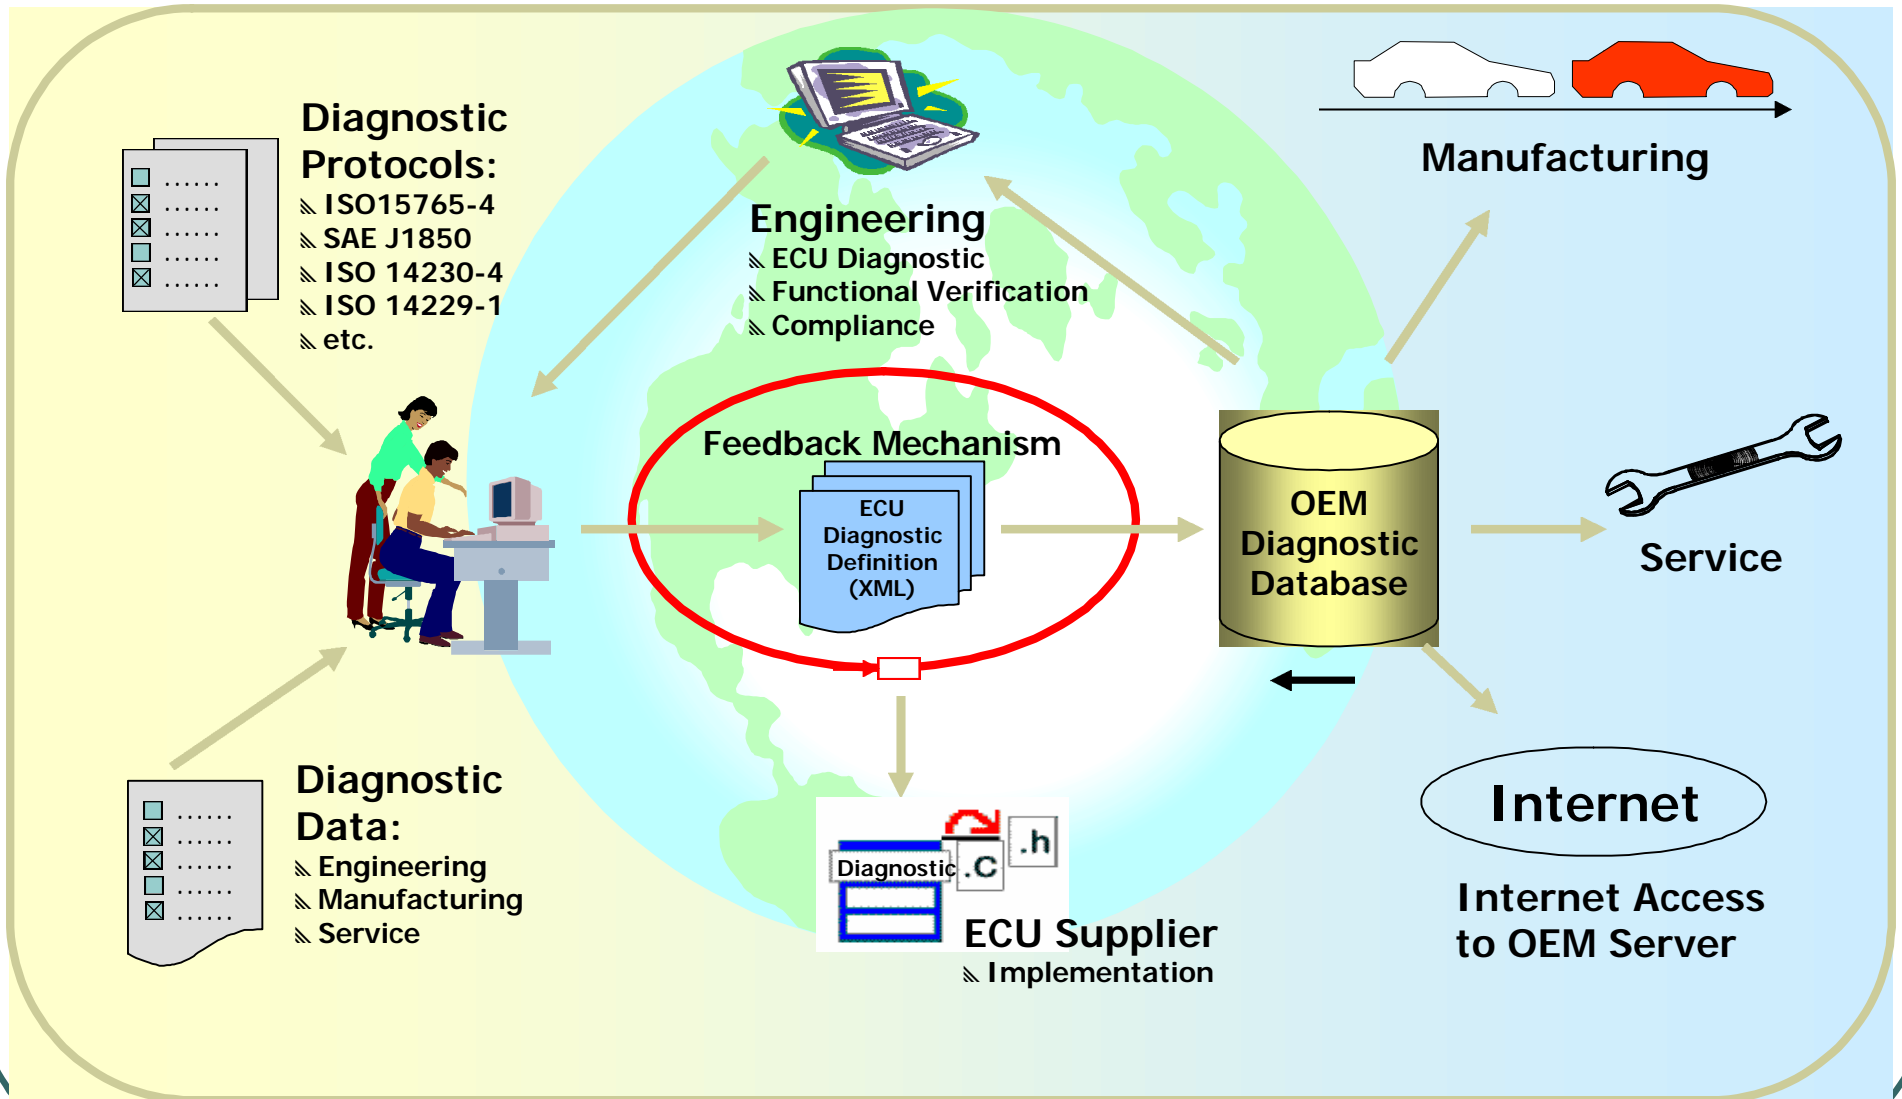 Diagnostic
Protocols:
ISO15765-4
SAE J1850
ISO 14230-4
ISO 14229-1
etc.
Engineering
ECU Diagnostic
Functional Verification
Compliance
Manufacturing
Feedback Mechanism
ECU
Diagnostic
Definition
(XML)
OEM
Diagnostic
Database
Service
Diagnostic
Data:
Engineering
Manufacturing
Service
Diagnostic
.C
.h
ECU Supplier
Implementation
Internet
Internet Access
to OEM Server